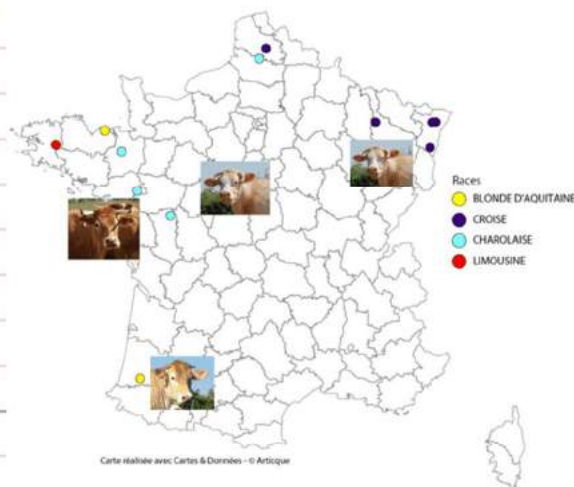 Races
BLONDE D'AQUITAINE
CROISE
CHAROLAISE
LIMOUSINE
Carte réalisée avec Cartes & Données - © Articque